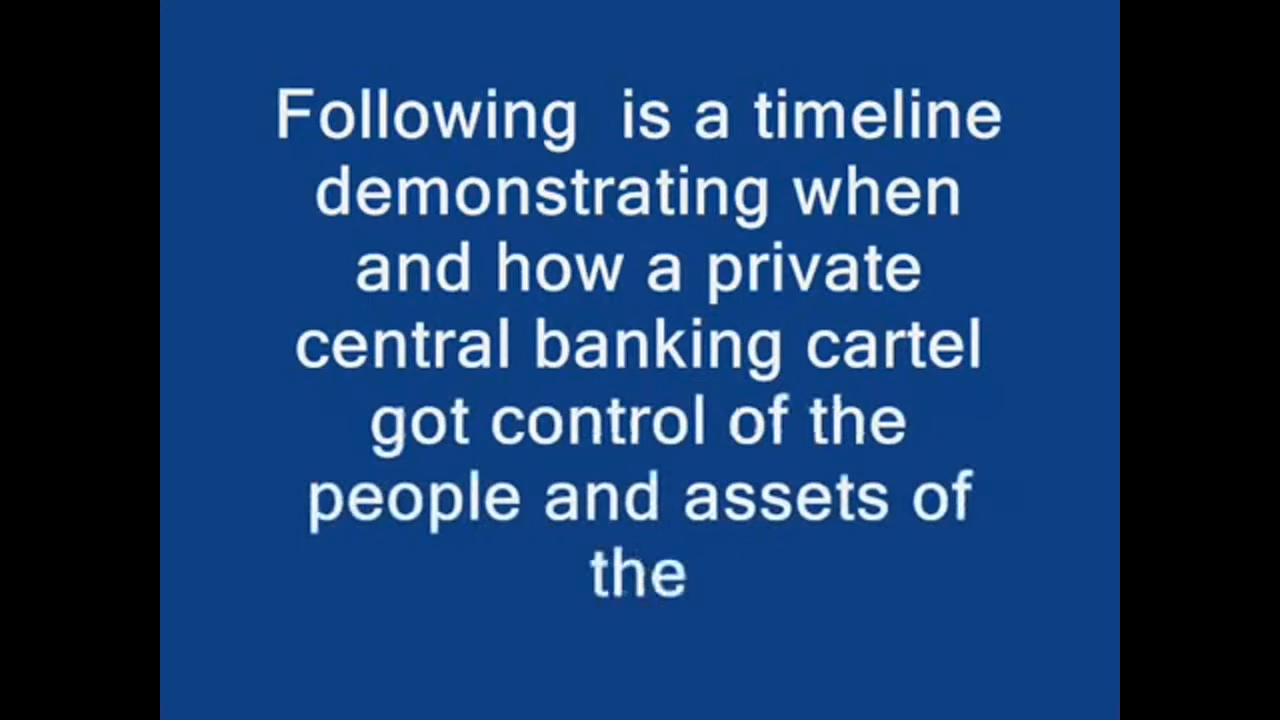 Following  is a timeline
demonstrating when
and how a private
central banking cartel
got control of the
people and assets of
the